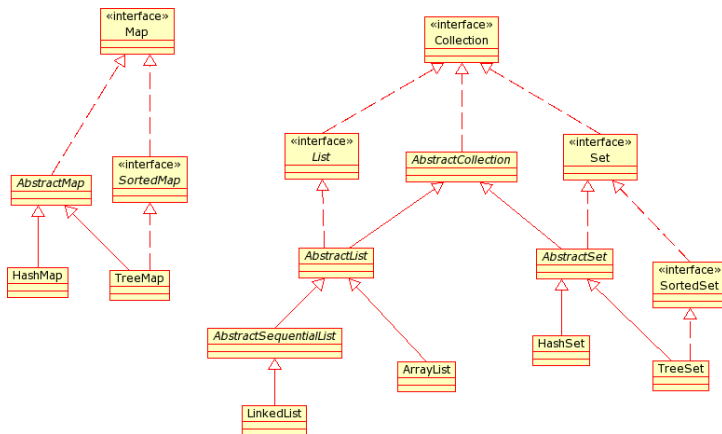 «interface»
Map
«interface»
Collection
«interface»
List
AbstractCollection
«interface»
Set
AbstractMap
«interface»
SortedMap
HashMap
TreeMap
AbstractList
AbstractSet
«interface»
SortedSet
AbstractSequentialList
ArrayList
HashSet
TreeSet
LinkedList